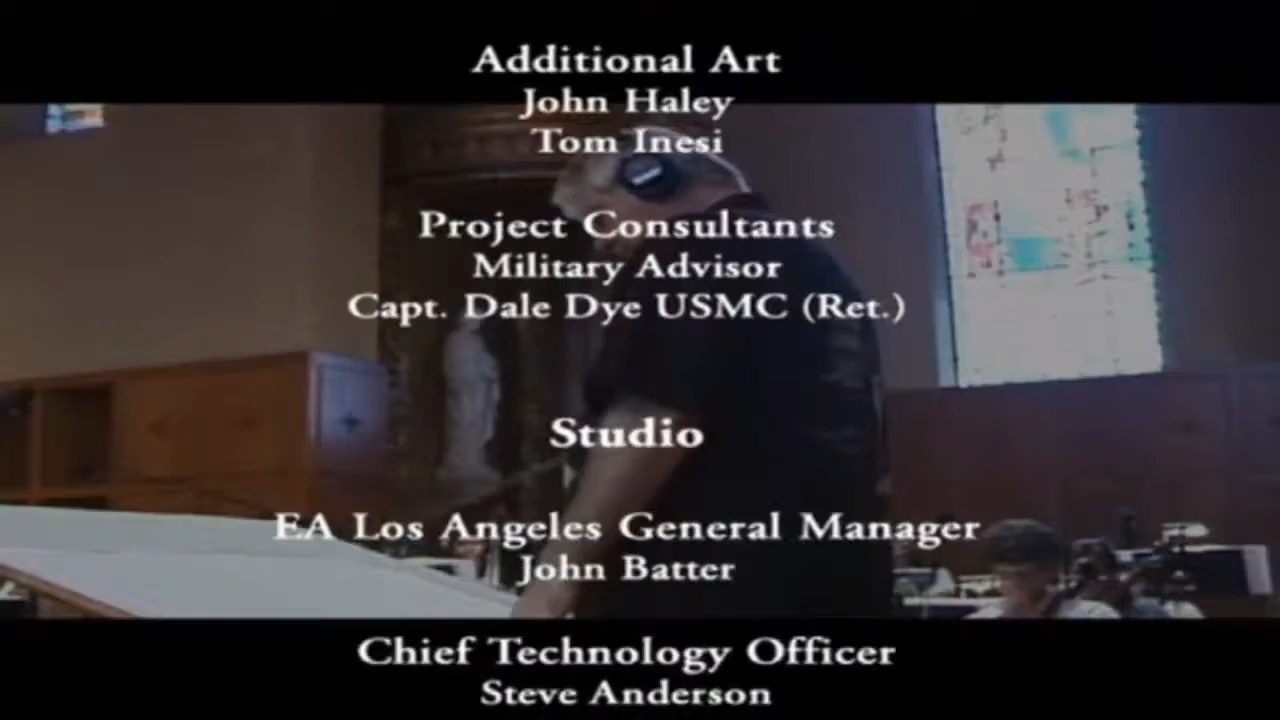 Additional Art
John Haley
Tom Inesi
Project Consultants
Military Advisor
Capt. Dale Dye USMC (Ret.)
Studio
EA Los Angeles General Manager
John Batter
Chief Technology Officer
Steve Anderson